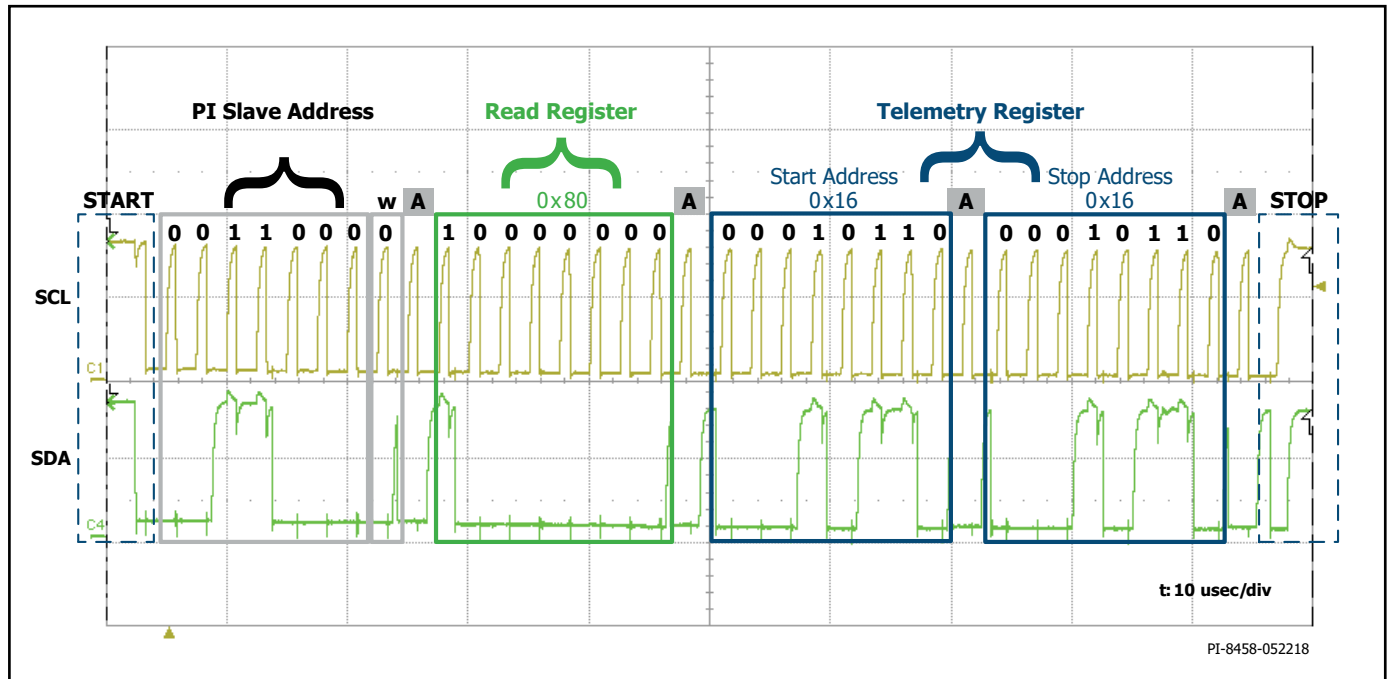 PI Slave Address Read Register Telemetry Register
Start Address Stop Address
START w A 0x80 A 0x16 A 0x16 A STOP
0 0 1 1 0 0 0 0 1 0 0 0 0 0 0 0 0 0 0 1 0 1 1 0 0 0 0 1 0 1 1 0
SCL
C1
SDA
C4
t: 10 usec/div
PI-8458-052218